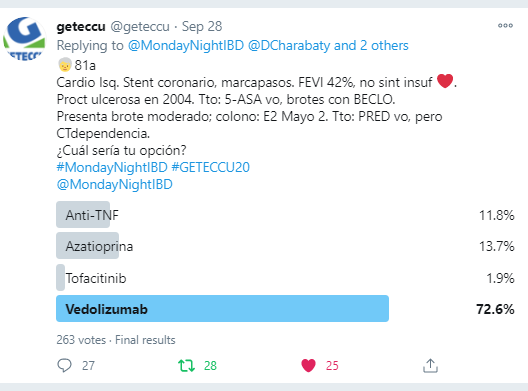 geteccu @geteccu · Sep 28
Replying to @MondayNightIBD @DCharabaty and 2 others
81a
Cardio Isq. Stent coronario, marcapasos. FEVI 42%, no sint insuf ❤️.
Proct ulcerosa en 2004. Tto: 5-ASA vo, brotes con BECLO.
Presenta brote moderado; colono: E2 Mayo 2. Tto: PRED vo, pero
CTdependencia.
¿Cuál sería tu opción?
#MondayNightIBD #GETECCU20
@MondayNightIBD
Anti-TNF 11.8%
Azatioprina 13.7%
Tofacitinib 1.9%
Vedolizumab 72.6%
263 votes · Final results
27 28 25